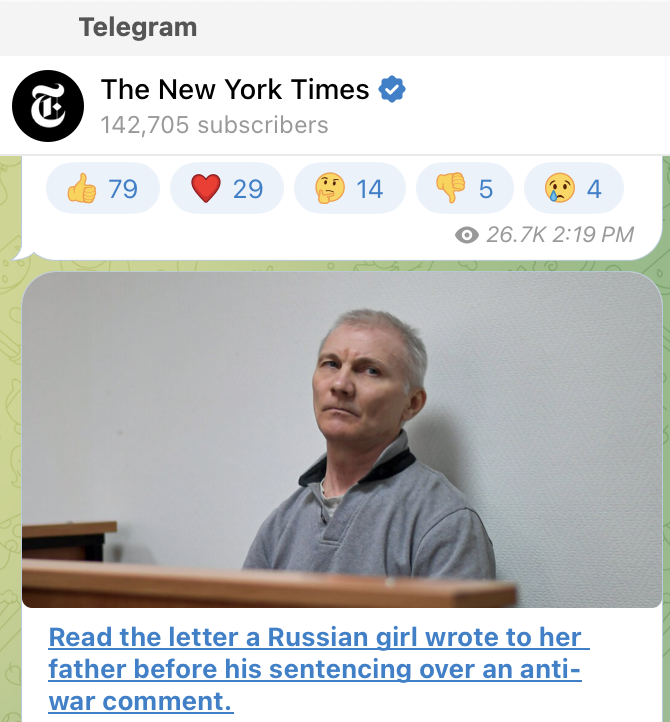 Telegram
The New York Times
142,705 subscribers
79 29 14 5 4
26.7K 2:19 PM
Read the letter a Russian girl wrote to her
father before his sentencing over an anti-
war comment.